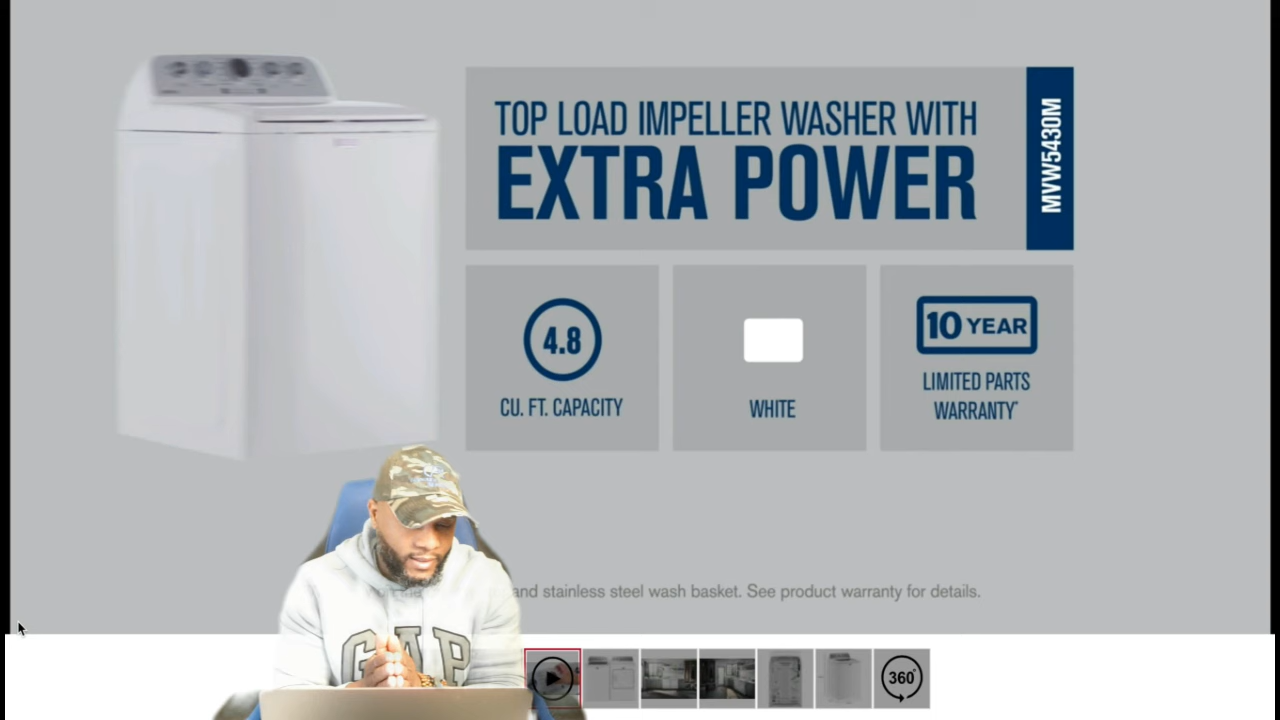 TOP LOAD IMPELLER WASHER WITH
EXTRA POWER
MVW5430M
4.8
CU. FT. CAPACITY
WHITE
10 YEAR
LIMITED PARTS
WARRANTY*
and stainless steel wash basket. See product warranty for details.
GAP
360°